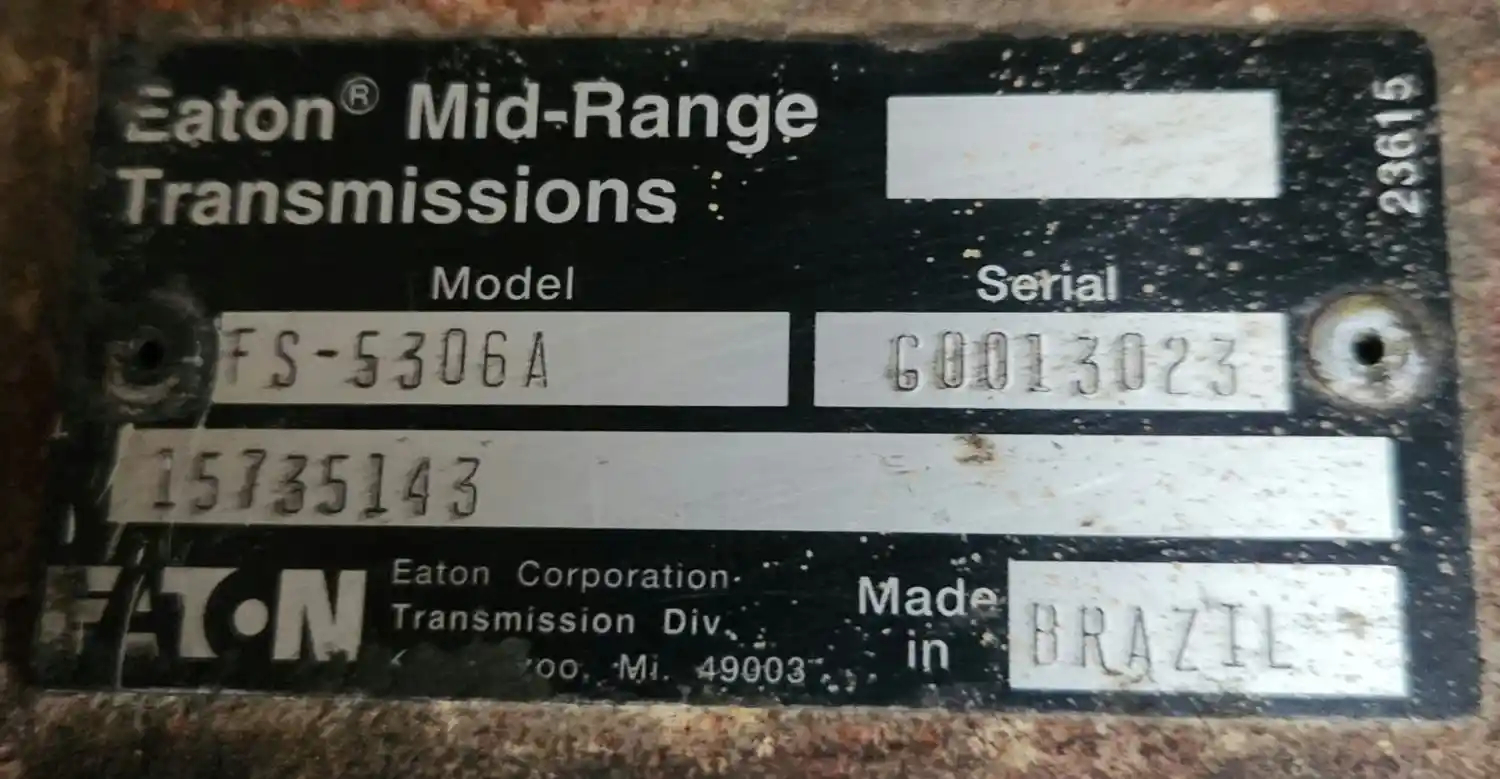 Eaton® Mid-Range
Transmissions
23615
Model
Serial
FS-5306A
G0013023
15735143
EATON
Eaton Corporation
Transmission Div.
Mi. 49003
Made
in
BRAZIL